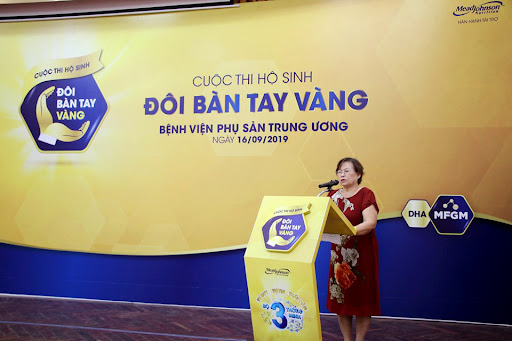 MeadJohnson
Nutrition
HÂN HẠNH TÀI TRỢ
CUỘC THI HỘ SINH
ĐÔI
BÀN TAY
VÀNG
CUỘC THI HỘ SINH
ĐÔI BÀN TAY VÀNG
BỆNH VIỆN PHỤ SẢN TRUNG ƯƠNG
NGÀY 16/09/2019
DHA
MFGM
CUỘC THI HỘ SINH
ĐÔI
BÀN TAY
VÀNG
MeadJohnson
BỘ 3